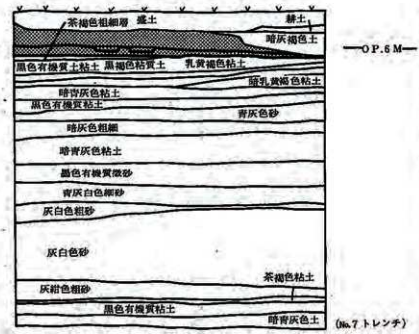 茶褐色粗細層 盛土 耕土
暗灰褐色土
O P.5 M
黒色有機質土粘土 黒褐色粘質土 乳黄褐色粘土
暗乳黄褐色粘土
暗青灰色粘土
黒色有機質粘土
青灰色砂
暗灰色粗細
暗青灰色粘土
墨色有機質微砂
青灰白色細砂
灰白色粗砂
灰白色砂
茶褐色粘土
灰紺色粗砂
黒色有機質粘土
暗青灰色土
(No.7 トレンチ)